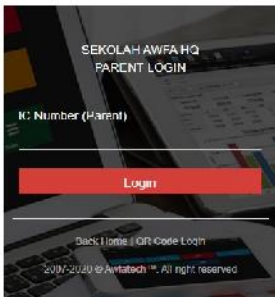 SEKOLAH AWFA HQ
PARENT LOGIN
IC Number (Parent)
Login
Back Home | QR Code Login
2007-2020 © Awfatech ™. All right reserved